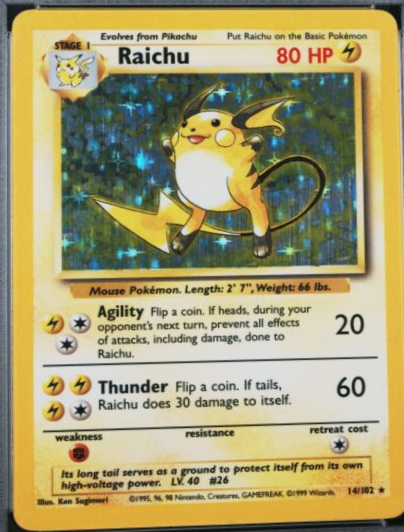 Evolves from Pikachu Put Raichu on the Basic Pokémon
STAGE 1 Raichu 80 HP
Mouse Pokémon. Length: 2' 7", Weight: 66 lbs.
Agility Flip a coin. If heads, during your
opponent's next turn, prevent all effects
of attacks, including damage, done to
Raichu.
20
Thunder Flip a coin. If tails,
Raichu does 30 damage to itself.
60
weakness resistance retreat cost
Its long tail serves as a ground to protect itself from its own
high-voltage power. LV. 40 #26
Illus. Ken Sugimori ©1995, 96, 98 Nintendo, Creatures, GAMEFREAK. ©1999 Wizards. 14/102 ★